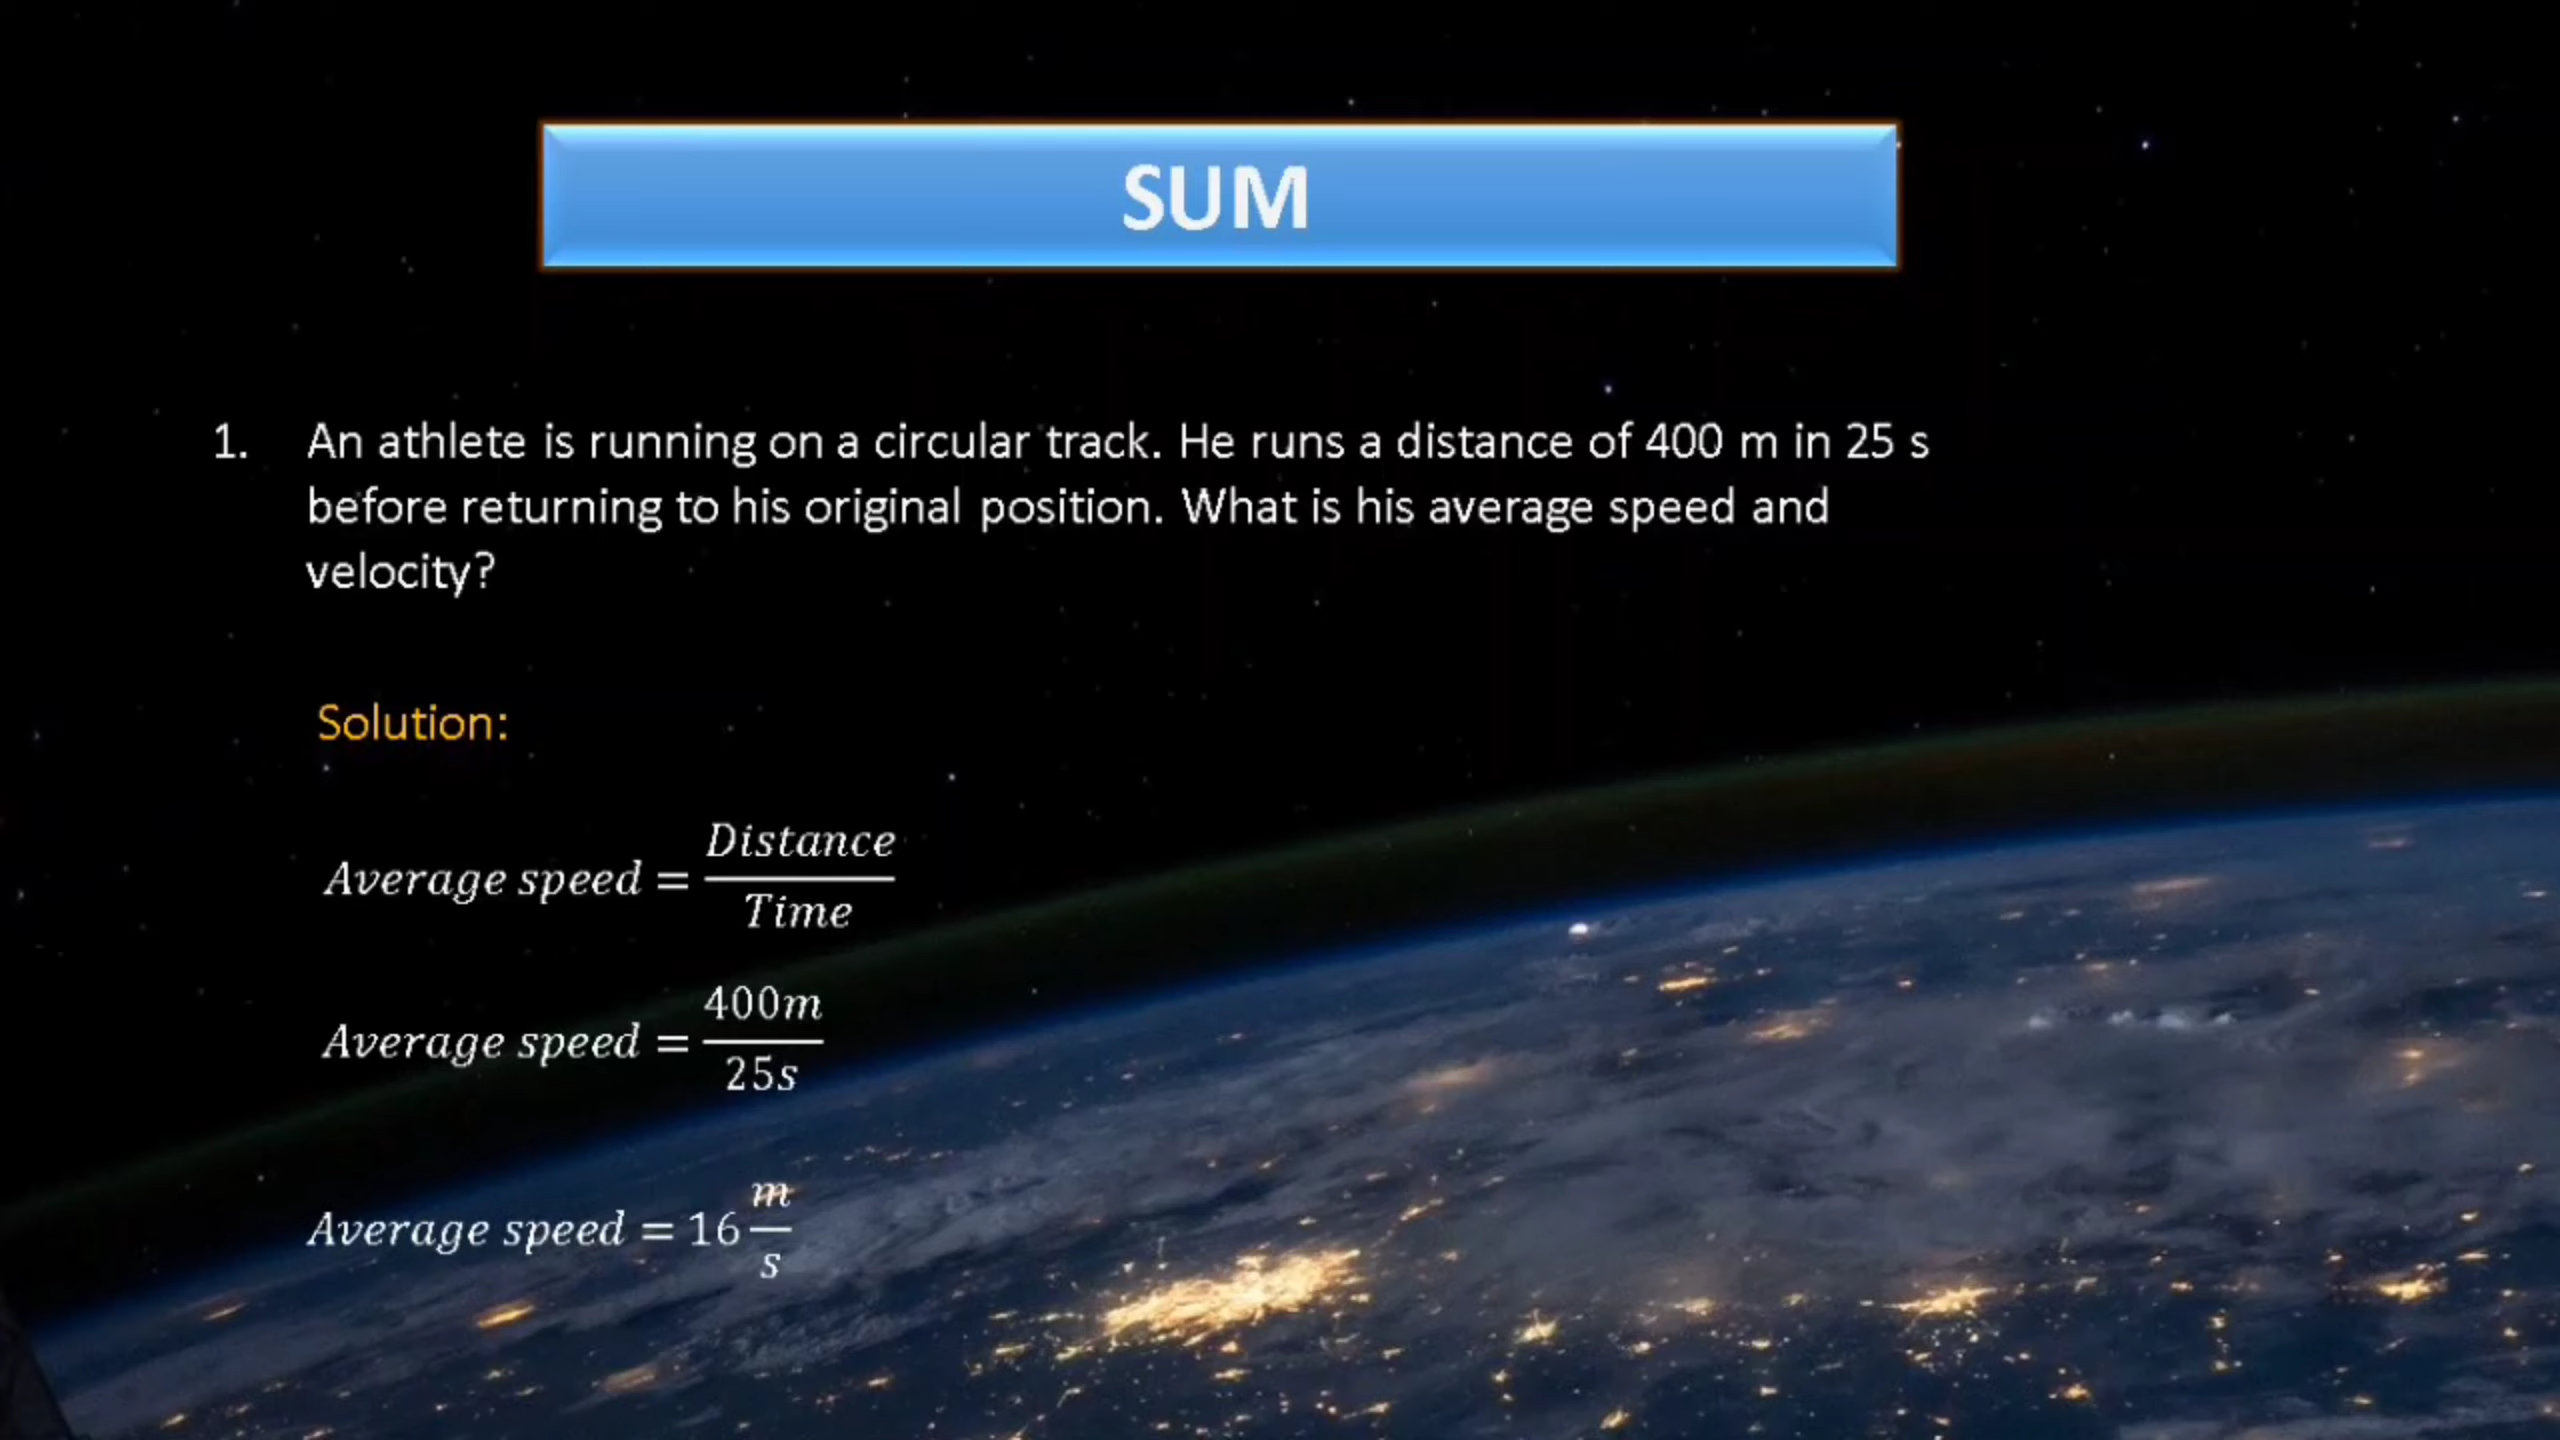 SUM
1. An athlete is running on a circular track. He runs a distance of 400 m in 25 s
before returning to his original position. What is his average speed and
velocity?
Solution:
Average speed = Distance / Time
Average speed = 400m / 25s
Average speed = 16 m / s